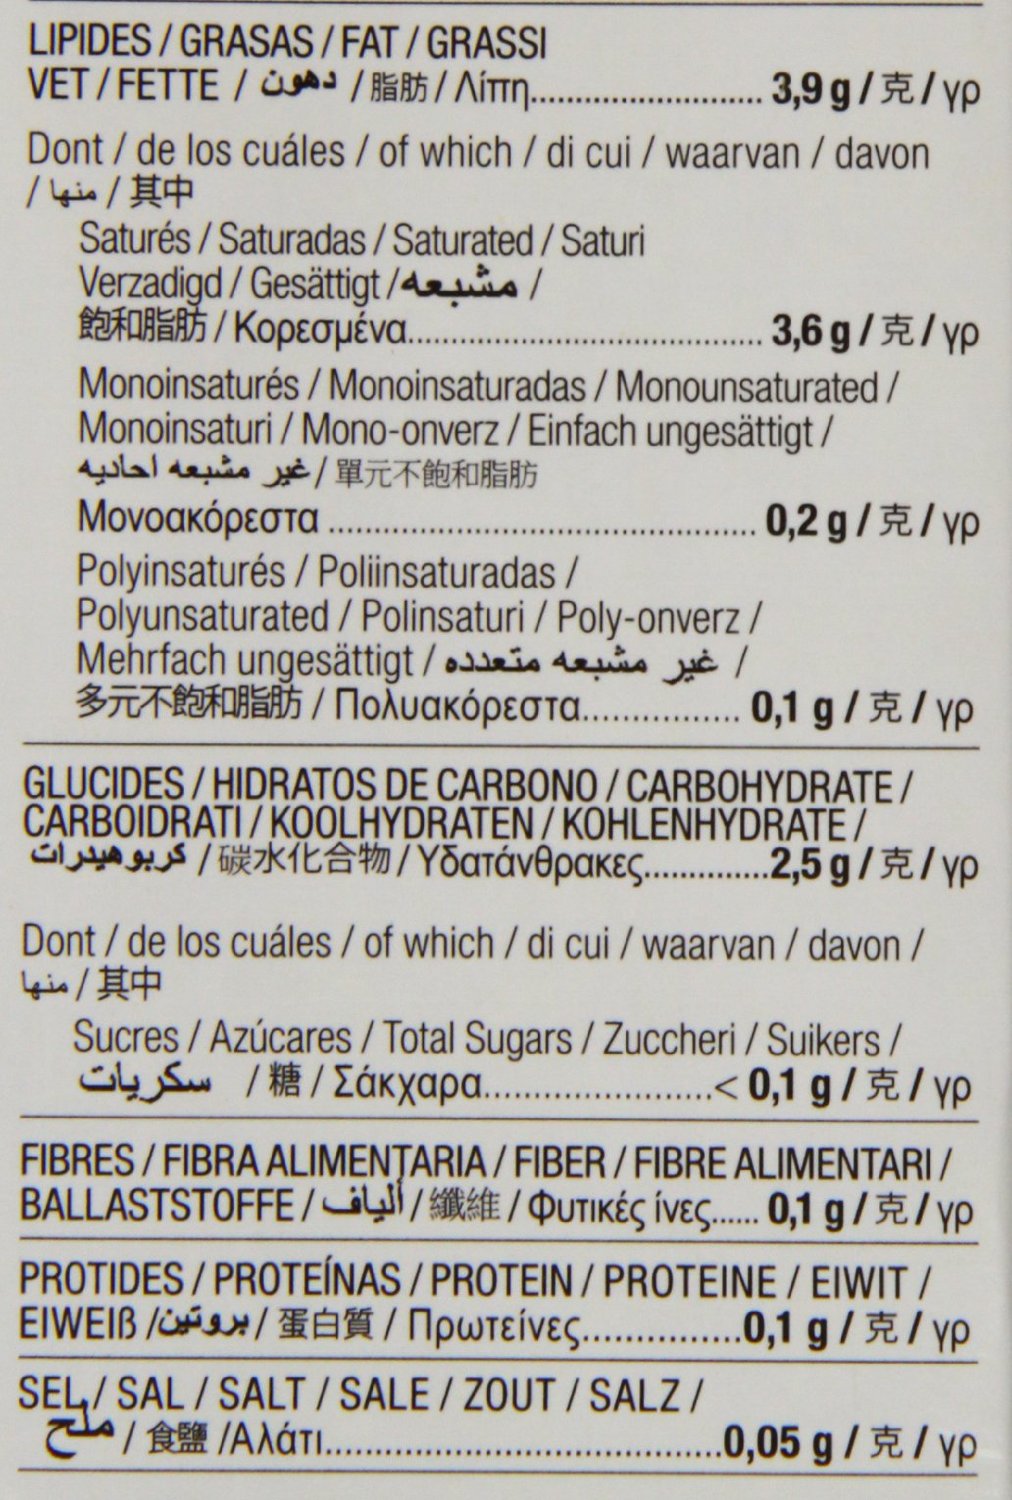 LIPIDES / GRASAS / FAT / GRASSI
VET / FETTE / دهون / 脂肪 / Λίπη.......................... 3,9 g / 克 / γρ
Dont / de los cuáles / of which / di cui / waarvan / davon
/ منها / 其中
Saturés / Saturadas / Saturated / Saturi
Verzadigd / Gesättigt / مشبعه /
飽和脂肪 / Κορεσμένα....................................... 3,6 g / 克 / γρ
Monoinsaturés / Monoinsaturadas / Monounsaturated /
Monoinsaturi / Mono-onverz / Einfach ungesättigt /
غير مشبعه احاديه / 單元不飽和脂肪
Μονοακόρεστα ............................................... 0,2 g / 克 / γρ
Polyinsaturés / Poliinsaturadas /
Polyunsaturated / Polinsaturi / Poly-onverz /
Mehrfach ungesättigt / غير مشبعه متعدده /
多元不飽和脂肪 / Πολυακόρεστα................. 0,1 g / 克 / γρ
GLUCIDES / HIDRATOS DE CARBONO / CARBOHYDRATE /
CARBOIDRATI / KOOLHYDRATEN / KOHLENHYDRATE /
كربوهيدرات / 碳水化合物 / Υδατάνθρακες..............2,5 g / 克 / γρ
Dont / de los cuáles / of which / di cui / waarvan / davon /
منها / 其中
Sucres / Azúcares / Total Sugars / Zuccheri / Suikers /
سكريات / 糖 / Σάκχαρα.........................< 0,1 g / 克 / γρ
FIBRES / FIBRA ALIMENTARIA / FIBER / FIBRE ALIMENTARI /
BALLASTSTOFFE / ألياف / 纖維 / Φυτικές ίνες...... 0,1 g / 克 / γρ
PROTIDES / PROTEÍNAS / PROTEIN / PROTEINE / EIWIT /
EIWEIß / بروتين / 蛋白質 / Πρωτείνες..................0,1 g / 克 / γρ
SEL / SAL / SALT / SALE / ZOUT / SALZ /
ملح / 食鹽 /Αλάτι............................................0,05 g / 克 / γρ